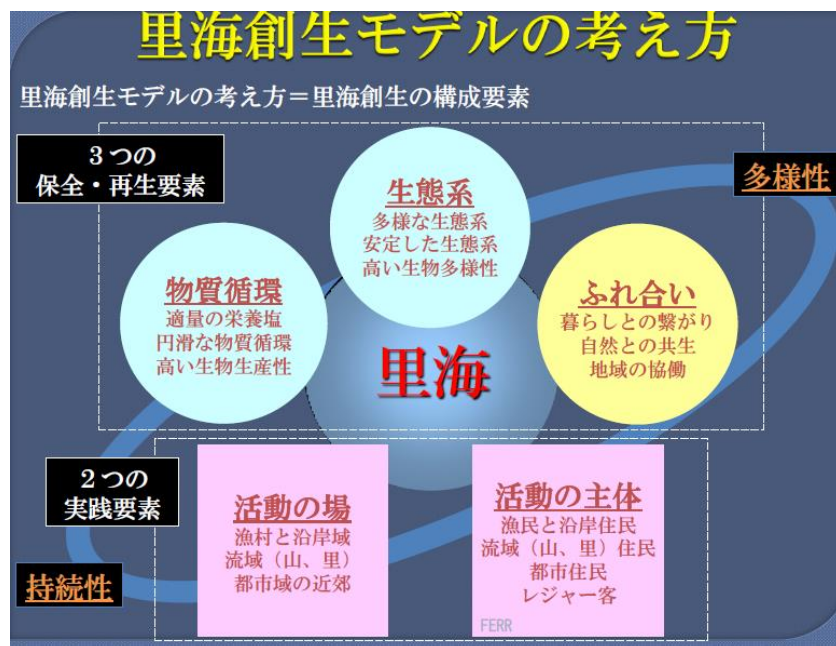 里海創生モデルの考え方
里海創生モデルの考え方＝里海創生の構成要素
３つの
保全・再生要素
多様性
生態系
多様な生態系
安定した生態系
高い生物多様性
物質循環
適量の栄養塩
円滑な物質循環
高い生物生産性
ふれ合い
暮らしとの繋がり
自然との共生
地域の協働
里海
２つの
実践要素
持続性
活動の場
漁村と沿岸域
流域（山、里）
都市域の近郊
活動の主体
漁民と沿岸住民
流域（山、里）住民
都市住民
レジャー客
FERR